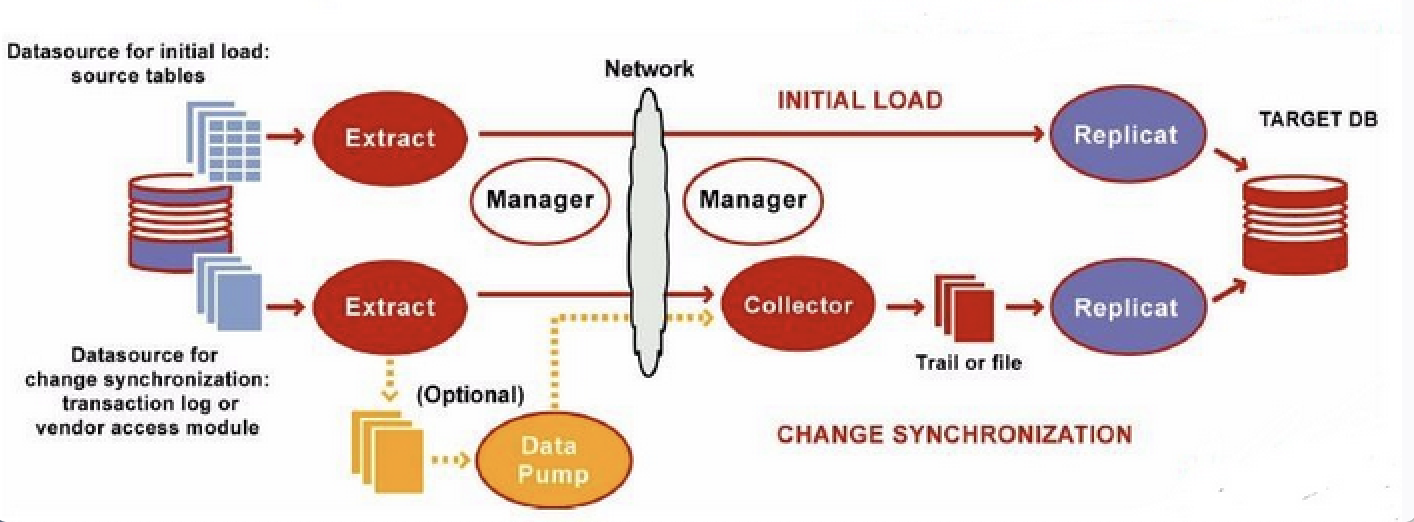 Datasource for initial load:
source tables
Network
INITIAL LOAD
TARGET DB
Extract
Replicat
Manager
Manager
Extract
Collector
Replicat
Trail or file
Datasource for
change synchronization:
transaction log or
vendor access module
(Optional)
Data
Pump
CHANGE SYNCHRONIZATION